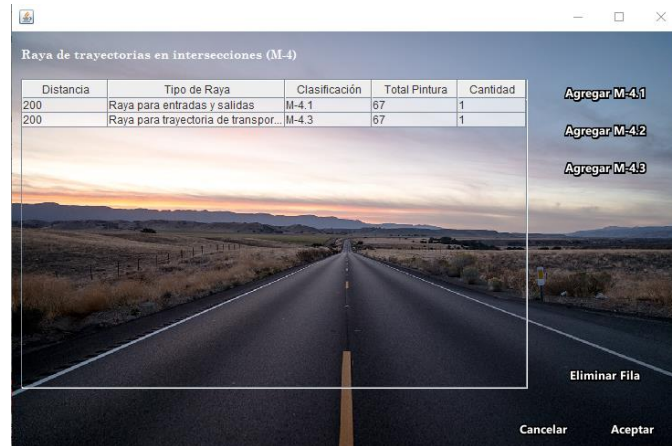 Raya de trayectorias en intersecciones (M-4)
Distancia Tipo de Raya Clasificación Total Pintura Cantidad
200 Raya para entradas y salidas M-4.1 67 1
200 Raya para trayectoria de transpor... M-4.3 67 1
Agregar M-4.1
Agregar M-4.2
Agregar M-4.3
Eliminar Fila
Cancelar Aceptar